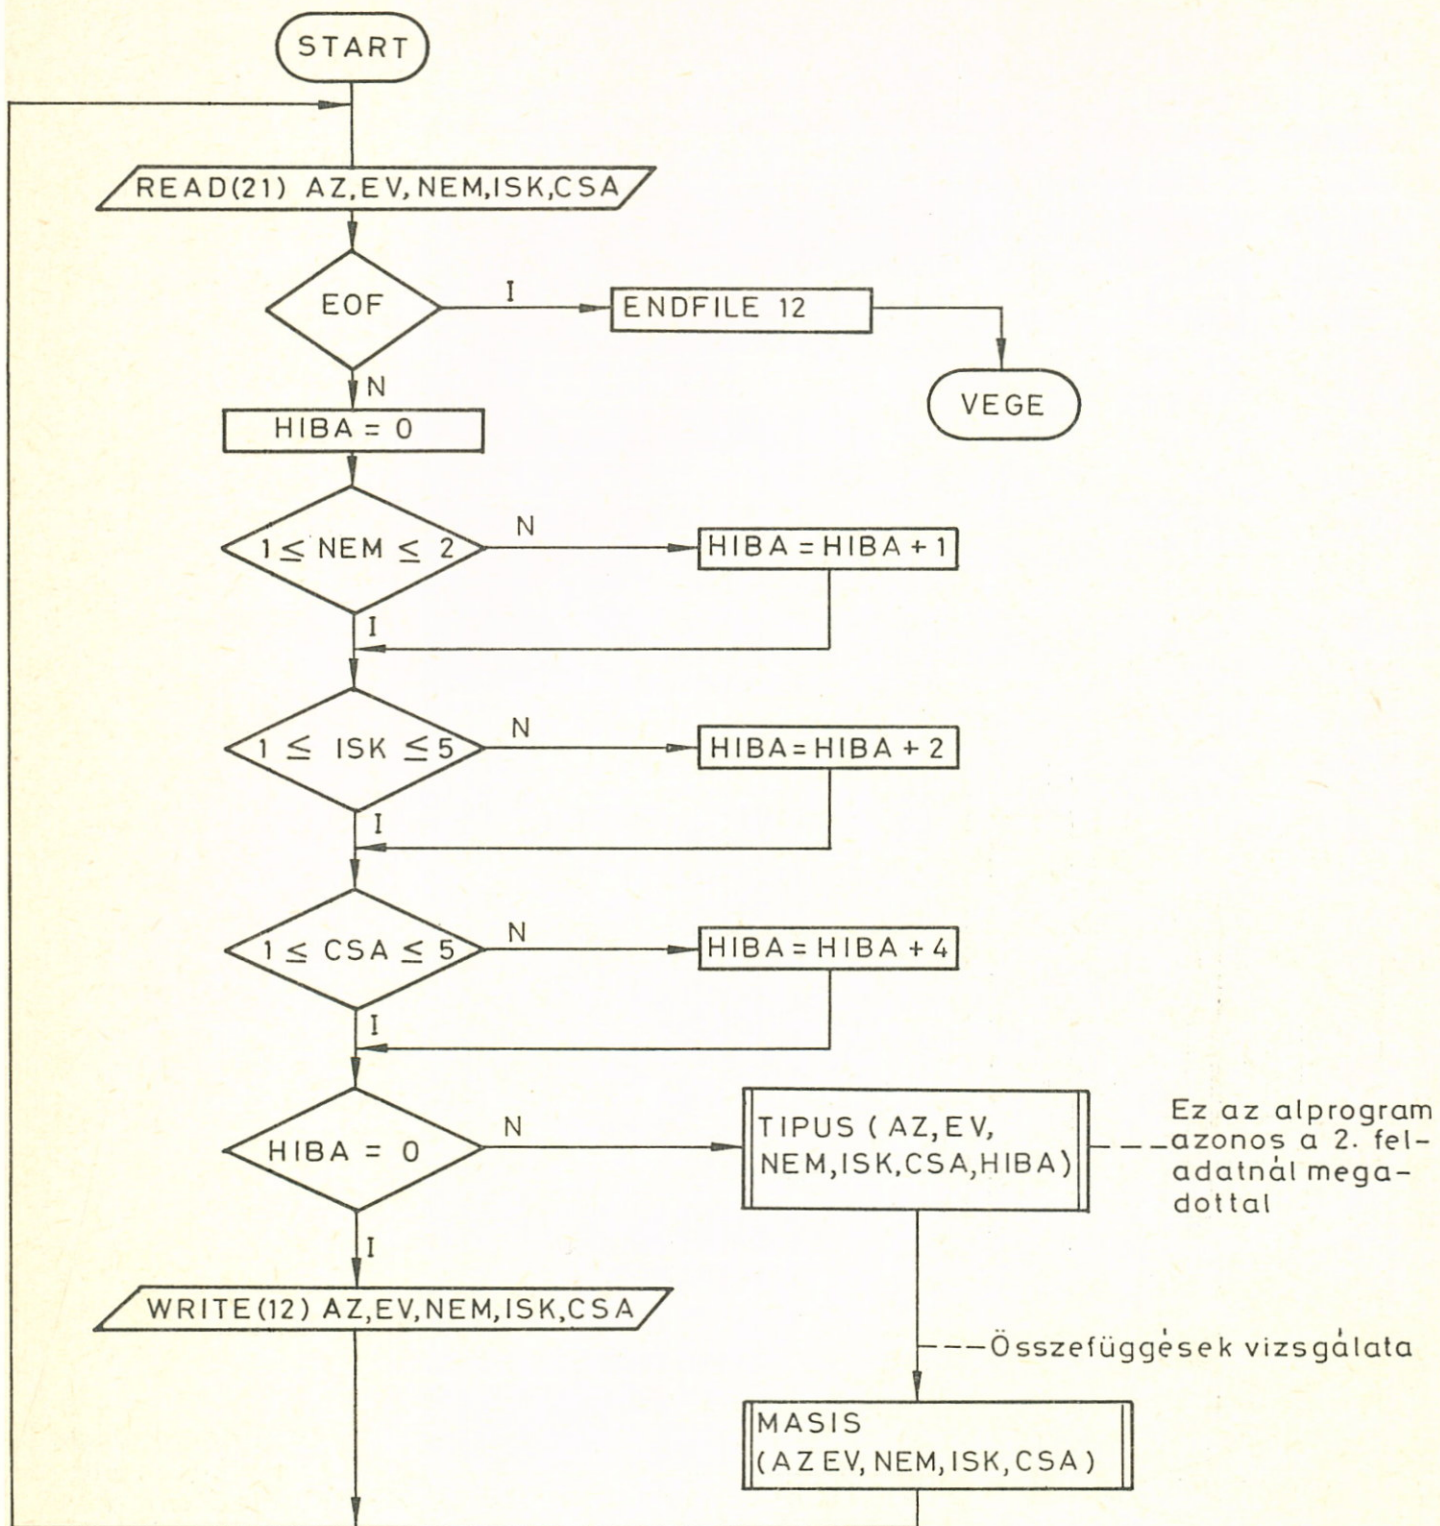 START
READ(21) AZ,EV,NEM,ISK,CSA
EOF
I
ENDFILE 12
VEGE
N
HIBA = 0
1 ≤ NEM ≤ 2
N
HIBA = HIBA + 1
I
1 ≤ ISK ≤ 5
N
HIBA = HIBA + 2
I
1 ≤ CSA ≤ 5
N
HIBA = HIBA + 4
I
HIBA = 0
N
TIPUS ( AZ,EV,
NEM,ISK,CSA,HIBA)
Ez az alprogram
azonos a 2. fel-
adatnál mega-
dottal
I
WRITE(12) AZ,EV,NEM,ISK,CSA
Összefüggések vizsgálata
MASIS
(AZ EV, NEM,ISK,CSA )